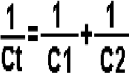 1/Ct = 1/C1 + 1/C2